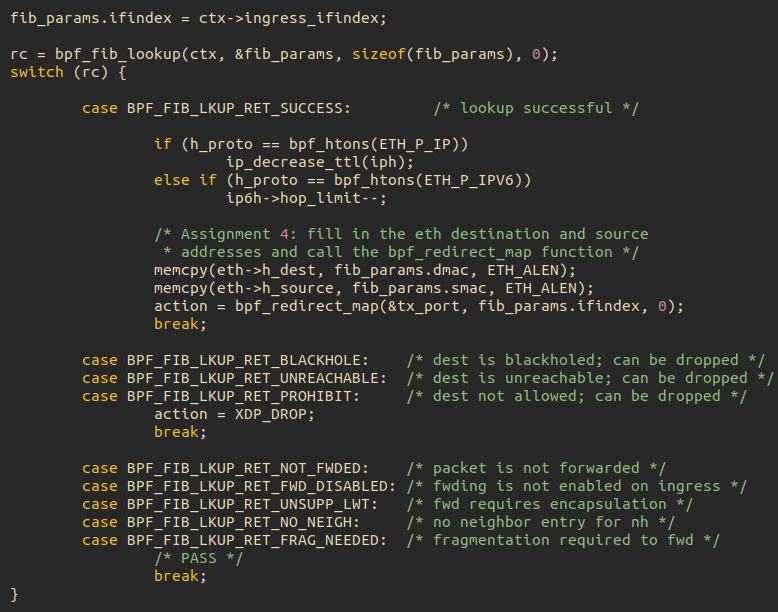 fib_params.ifindex = ctx->ingress_ifindex;
rc = bpf_fib_lookup(ctx, &fib_params, sizeof(fib_params), 0);
switch (rc) {
case BPF_FIB_LKUP_RET_SUCCESS:         /* lookup successful */
if (h_proto == bpf_htons(ETH_P_IP))
ip_decrease_ttl(iph);
else if (h_proto == bpf_htons(ETH_P_IPV6))
ip6h->hop_limit--;
/* Assignment 4: fill in the eth destination and source
* addresses and call the bpf_redirect_map function */
memcpy(eth->h_dest, fib_params.dmac, ETH_ALEN);
memcpy(eth->h_source, fib_params.smac, ETH_ALEN);
action = bpf_redirect_map(&tx_port, fib_params.ifindex, 0);
break;
case BPF_FIB_LKUP_RET_BLACKHOLE:    /* dest is blackholed; can be dropped */
case BPF_FIB_LKUP_RET_UNREACHABLE:  /* dest is unreachable; can be dropped */
case BPF_FIB_LKUP_RET_PROHIBIT:     /* dest not allowed; can be dropped */
action = XDP_DROP;
break;
case BPF_FIB_LKUP_RET_NOT_FWDED:    /* packet is not forwarded */
case BPF_FIB_LKUP_RET_FWD_DISABLED: /* fwding is not enabled on ingress */
case BPF_FIB_LKUP_RET_UNSUPP_LWT:   /* fwd requires encapsulation */
case BPF_FIB_LKUP_RET_NO_NEIGH:     /* no neighbor entry for nh */
case BPF_FIB_LKUP_RET_FRAG_NEEDED:  /* fragmentation required to fwd */
/* PASS */
break;
}